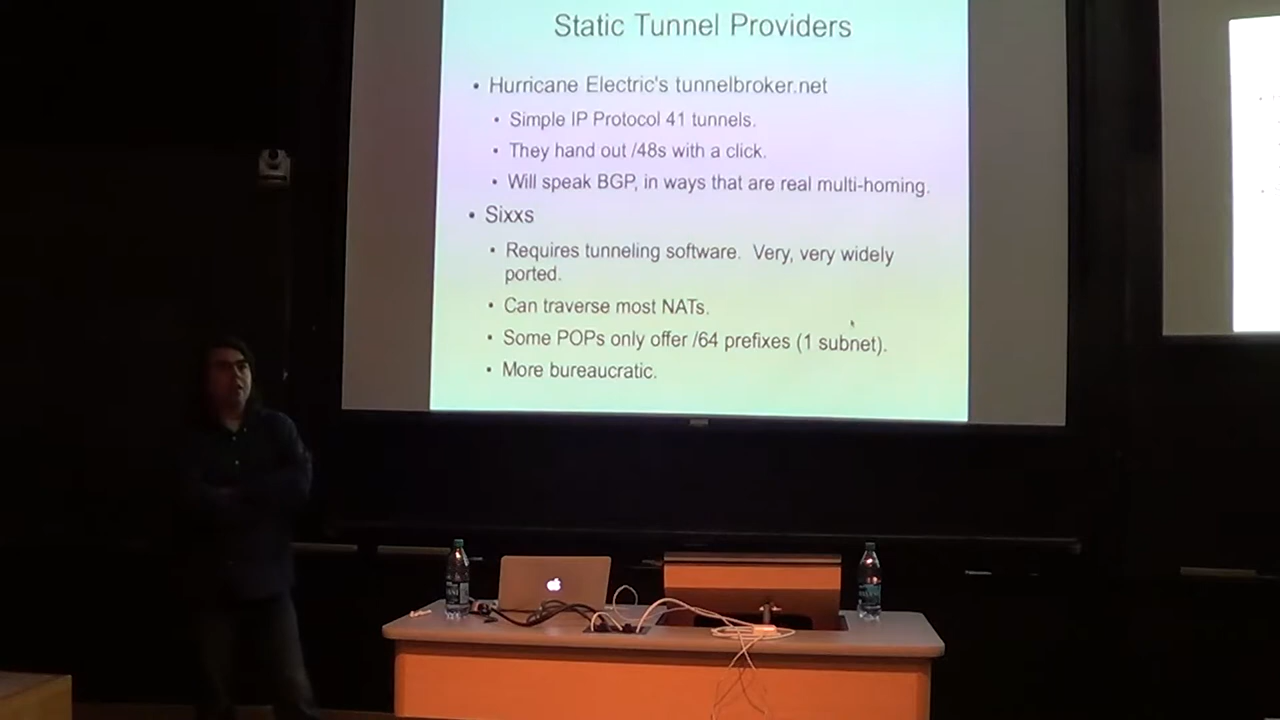 Static Tunnel Providers
• Hurricane Electric's tunnelbroker.net
• Simple IP Protocol 41 tunnels.
• They hand out /48s with a click.
• Will speak BGP, in ways that are real multi-homing.
• Sixxs
• Requires tunneling software. Very, very widely
ported.
• Can traverse most NATs.
• Some POPs only offer /64 prefixes (1 subnet).
• More bureaucratic.